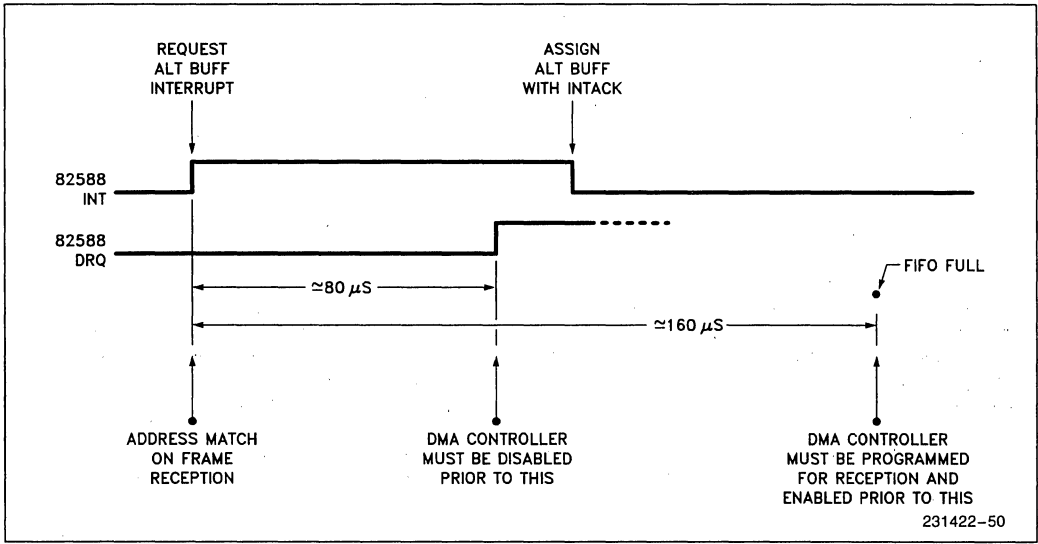 REQUEST
ALT BUFF
INTERRUPT
ASSIGN
ALT BUFF
WITH INTACK
82588
INT
82588
DRQ
FIFO FULL
≃80 μS
≃160 μS
ADDRESS MATCH
ON FRAME
RECEPTION
DMA CONTROLLER
MUST BE DISABLED
PRIOR TO THIS
DMA CONTROLLER
MUST BE PROGRAMMED
FOR RECEPTION AND
ENABLED PRIOR TO THIS
231422–50